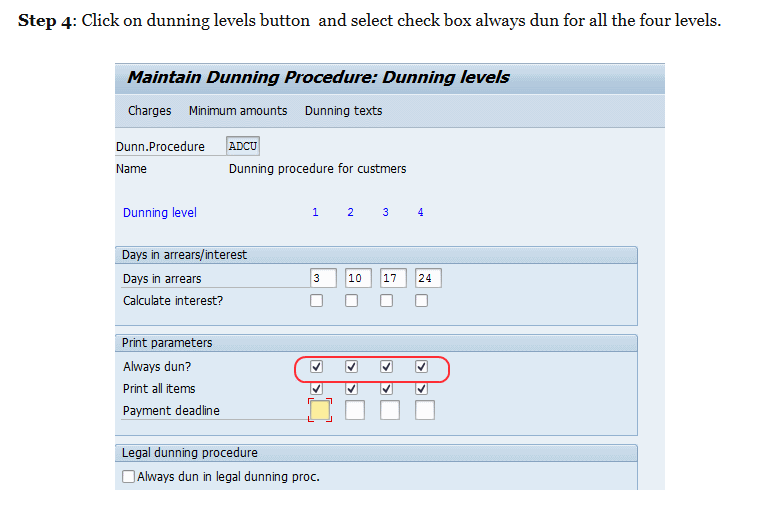 Step 4: Click on dunning levels button and select check box always dun for all the four levels.
Maintain Dunning Procedure: Dunning levels
Charges Minimum amounts Dunning texts
Dunn.Procedure ADCU
Name Dunning procedure for custmers
Dunning level 1 2 3 4
Days in arrears/interest
Days in arrears 3 10 17 24
Calculate interest?
Print parameters
Always dun?
Print all items
Payment deadline
Legal dunning procedure
Always dun in legal dunning proc.